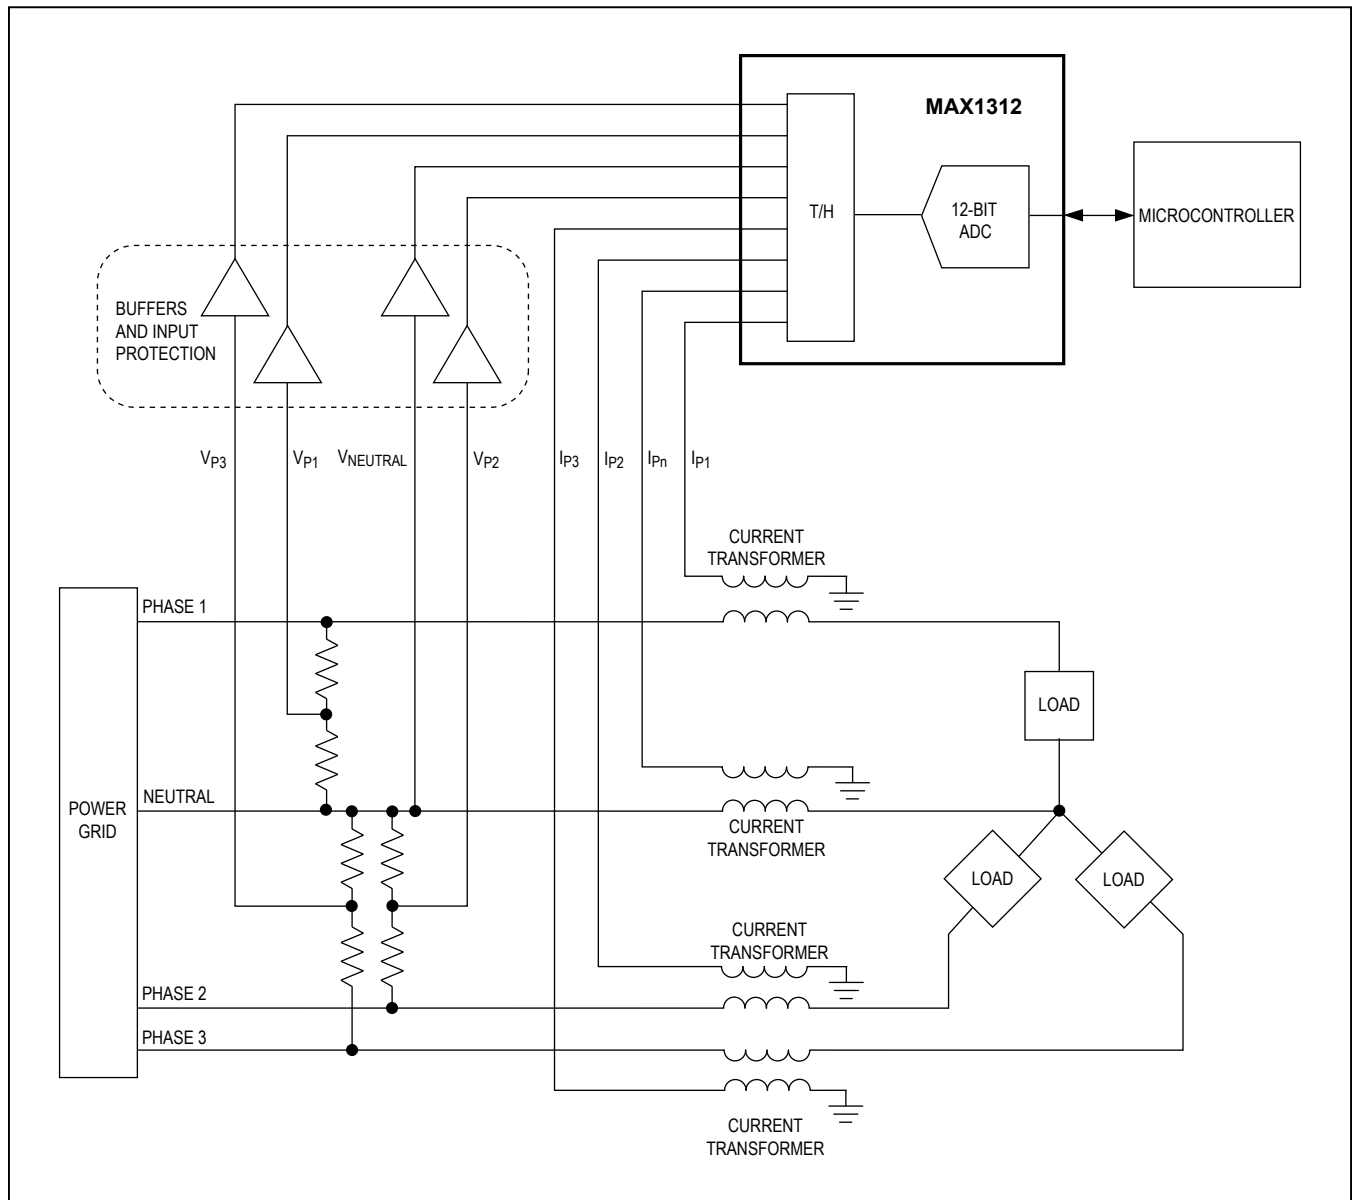 MAX1312
T/H
12-BIT
ADC
MICROCONTROLLER
BUFFERS
AND INPUT
PROTECTION
VP3
VP1
VNEUTRAL
VP2
IP3
IP2
IPn
IP1
CURRENT
TRANSFORMER
PHASE 1
LOAD
NEUTRAL
POWER
GRID
CURRENT
TRANSFORMER
LOAD
LOAD
CURRENT
TRANSFORMER
PHASE 2
PHASE 3
CURRENT
TRANSFORMER